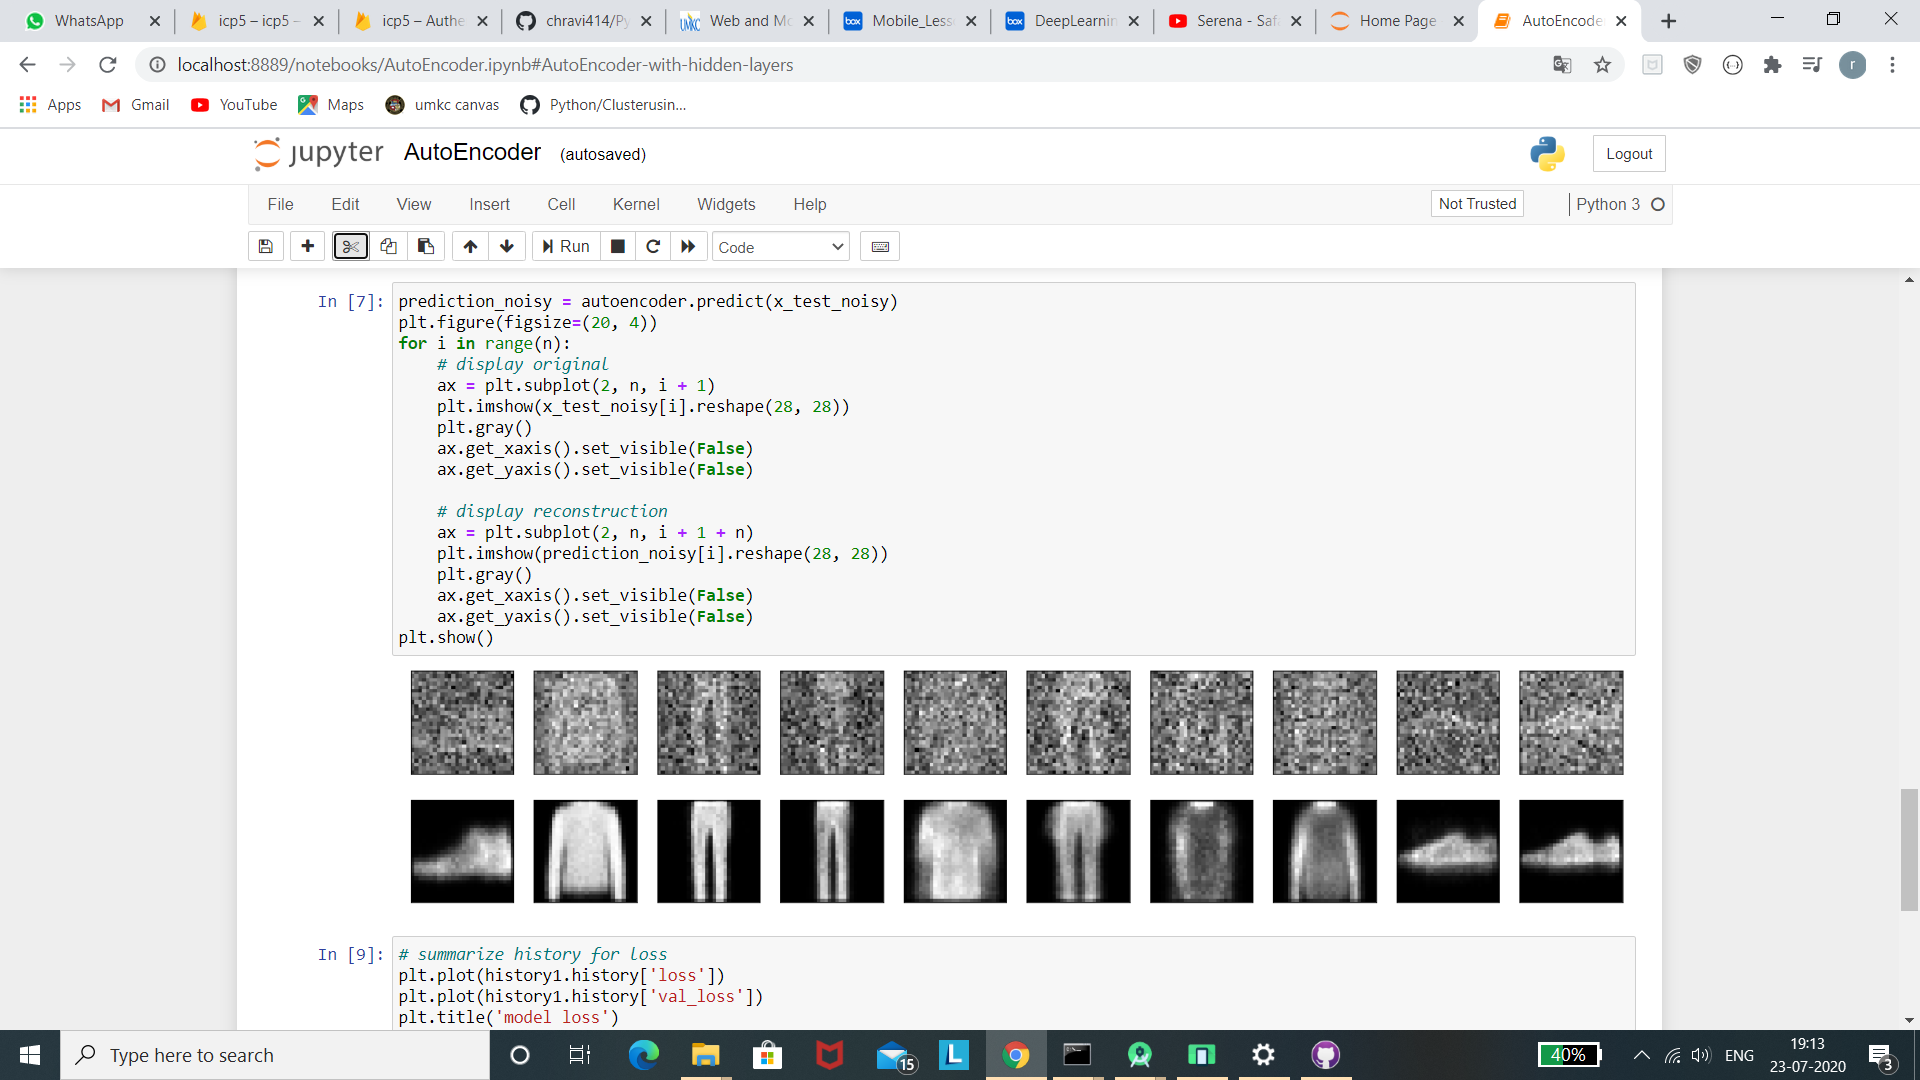 WhatsApp
icp5 – icp5 –
icp5 – Authe
chravi414/Py
Web and Mo
Mobile_Less
DeepLearnin
Serena - Saf
Home Page
AutoEncode
localhost:8889/notebooks/AutoEncoder.ipynb#AutoEncoder-with-hidden-layers
r
Apps
Gmail
YouTube
Maps
umkc canvas
Python/Clusterusin...
jupyter AutoEncoder (autosaved)
Logout
File Edit View Insert Cell Kernel Widgets Help
Not Trusted
Python 3
Run
Code
In [7]:
prediction_noisy = autoencoder.predict(x_test_noisy)
plt.figure(figsize=(20, 4))
for i in range(n):
    # display original
    ax = plt.subplot(2, n, i + 1)
    plt.imshow(x_test_noisy[i].reshape(28, 28))
    plt.gray()
    ax.get_xaxis().set_visible(False)
    ax.get_yaxis().set_visible(False)
    # display reconstruction
    ax = plt.subplot(2, n, i + 1 + n)
    plt.imshow(prediction_noisy[i].reshape(28, 28))
    plt.gray()
    ax.get_xaxis().set_visible(False)
    ax.get_yaxis().set_visible(False)
plt.show()
In [9]:
# summarize history for loss
plt.plot(history1.history['loss'])
plt.plot(history1.history['val_loss'])
plt.title('model loss')
Type here to search
15
L
40%
ENG
19:13
23-07-2020
3